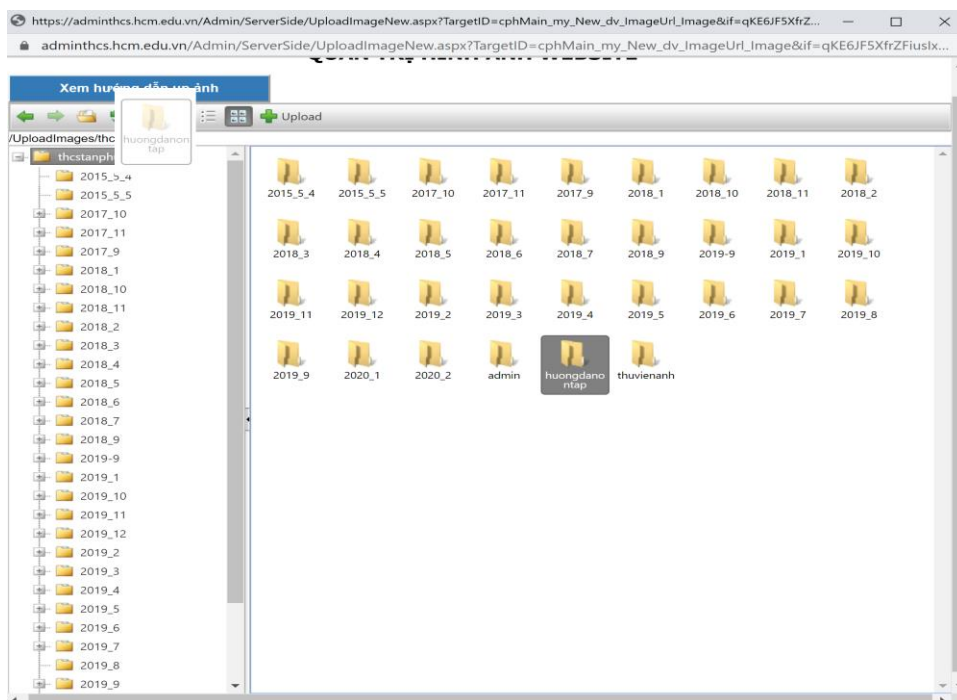 https://adminthcs.hcm.edu.vn/Admin/ServerSide/UploadImageNew.aspx?TargetID=cphMain_my_New_dv_ImageUrl_Image&if=qKE6JF5XfrZ...
adminthcs.hcm.edu.vn/Admin/ServerSide/UploadImageNew.aspx?TargetID=cphMain_my_New_dv_ImageUrl_Image&if=qKE6JF5XfrZFiuslx...
Xem hướng dẫn up ảnh
Upload
/UploadImages/thc
huongdanon
tap
thcstanph
2015_5_4
2015_5_5
2017_10
2017_11
2017_9
2018_1
2018_10
2018_11
2018_2
2018_3
2018_4
2018_5
2018_6
2018_7
2018_9
2019-9
2019_1
2019_10
2019_11
2019_12
2019_2
2019_3
2019_4
2019_5
2019_6
2019_7
2019_8
2019_9
2015_5_4 2015_5_5 2017_10 2017_11 2017_9 2018_1 2018_10 2018_11 2018_2
2018_3 2018_4 2018_5 2018_6 2018_7 2018_9 2019-9 2019_1 2019_10
2019_11 2019_12 2019_2 2019_3 2019_4 2019_5 2019_6 2019_7 2019_8
2019_9 2020_1 2020_2 admin huongdano thuvienanh
ntap